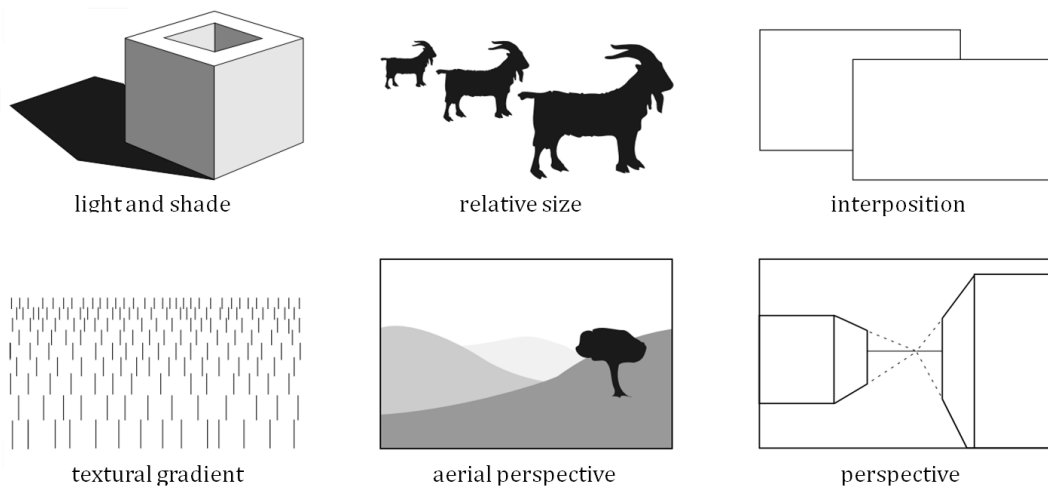 light and shade
relative size
interposition
textural gradient
aerial perspective
perspective